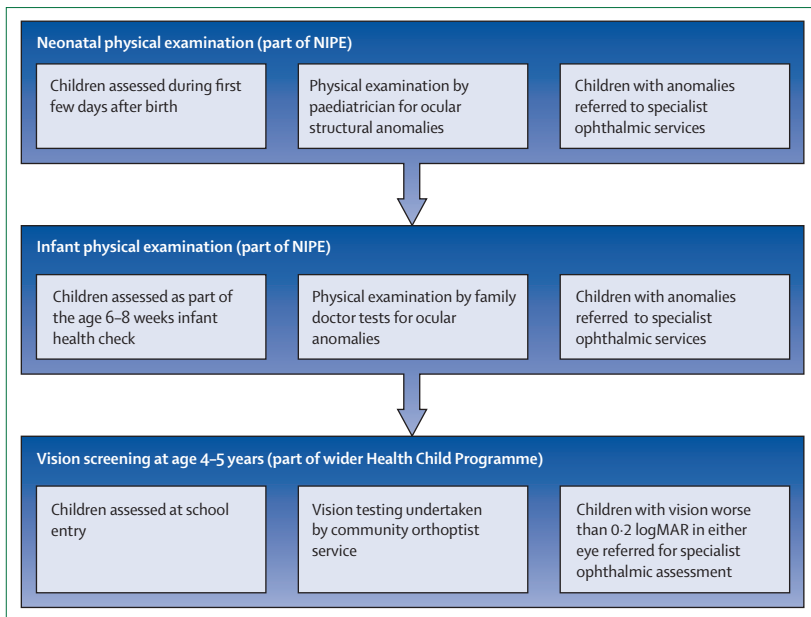 Neonatal physical examination (part of NIPE)
Children assessed during first
few days after birth
Physical examination by
paediatrician for ocular
structural anomalies
Children with anomalies
referred to specialist
ophthalmic services
Infant physical examination (part of NIPE)
Children assessed as part of
the age 6–8 weeks infant
health check
Physical examination by family
doctor tests for ocular
anomalies
Children with anomalies
referred to specialist
ophthalmic services
Vision screening at age 4–5 years (part of wider Health Child Programme)
Children assessed at school
entry
Vision testing undertaken
by community orthoptist
service
Children with vision worse
than 0·2 logMAR in either
eye referred for specialist
ophthalmic assessment